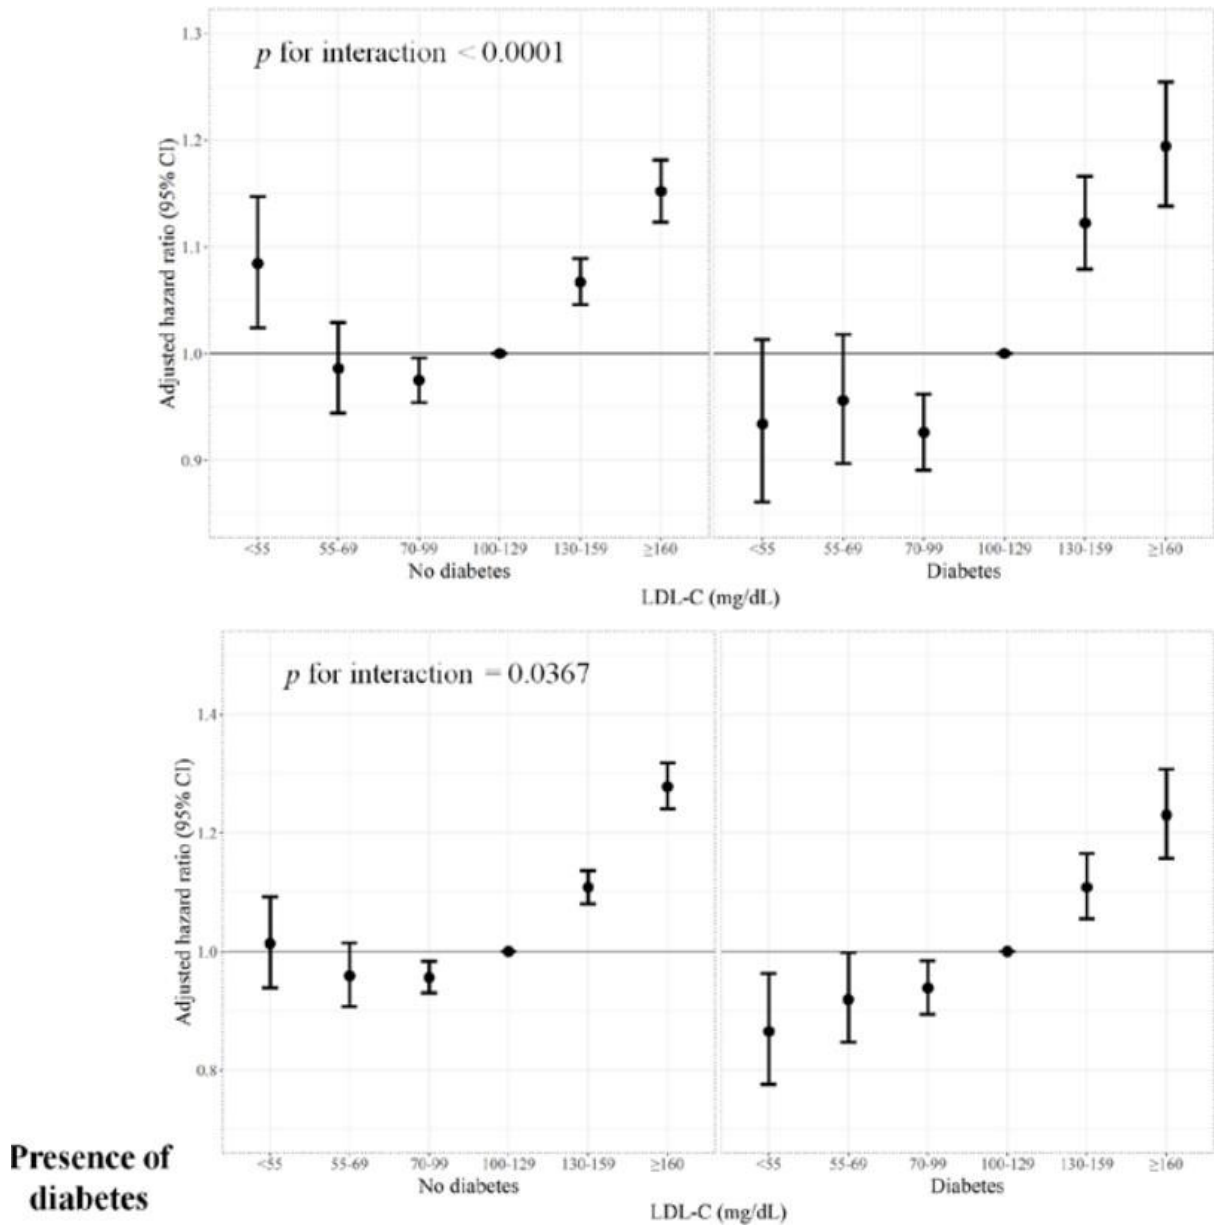 p for interaction < 0.0001
Adjusted hazard ratio (95% CI)
1.3
1.2
1.1
1.0
0.9
<55 55-69 70-99 100-129 130-159 ≥160 <55 55-69 70-99 100-129 130-159 ≥160
No diabetes Diabetes
LDL-C (mg/dL)
p for interaction = 0.0367
Adjusted hazard ratio (95% CI)
1.4
1.2
1.0
0.8
<55 55-69 70-99 100-129 130-159 ≥160 <55 55-69 70-99 100-129 130-159 ≥160
No diabetes Diabetes
LDL-C (mg/dL)
Presence of
diabetes